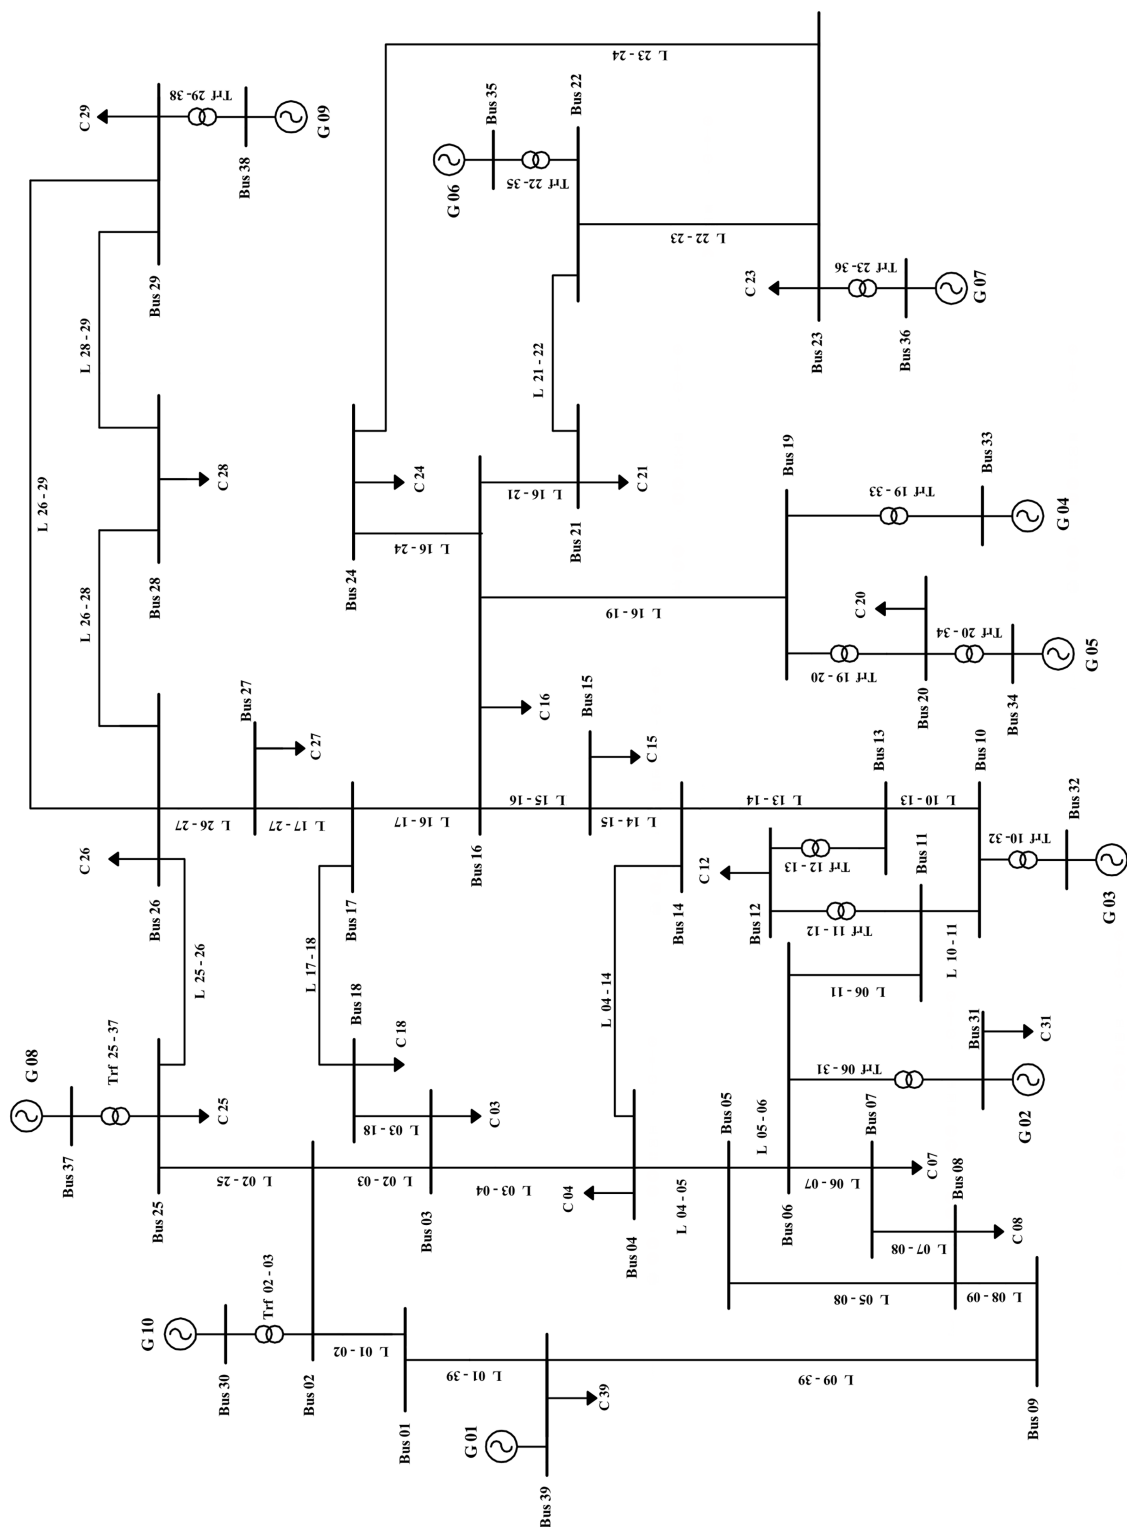 L 23 - 24
C 29
Trf 29-38
Bus 38
G 09
Bus 29
L 28 - 29
Bus 35
G 06
Trf 22-35
Bus 22
L 22 - 23
C 23
Trf 23-36
G 07
Bus 23
Bus 36
L 21 - 22
L 26 - 29
C 28
Bus 28
L 26 - 28
C 24
Bus 24
L 16 - 24
L 16 - 21
C 21
Bus 21
Bus 19
Bus 33
Trf 19-33
G 04
L 16 - 19
C 20
Trf 20-34
Trf 19 - 20
G 05
Bus 20
Bus 34
Bus 27
C 27
C 16
Bus 15
C 15
Bus 13
Bus 10
L 26 - 27
L 17 - 27
L 16 - 17
L 15 - 16
L 14 - 15
L 13 - 14
L 10 - 13
Bus 32
C 26
Bus 26
Bus 17
Bus 16
Bus 14
C 12
Trf 12 - 13
Bus 11
Trf 10-32
G 03
Bus 12
Trf 11 - 12
L 10 - 11
L 25 - 26
L 17 - 18
L 04 - 14
L 06 - 11
Bus 18
C 18
Bus 31
C 31
G 08
Trf 25 - 37
C 25
Bus 37
L 03 - 18
C 03
Bus 05
L 05 - 06
Trf 06 - 31
G 02
Bus 07
Bus 25
L 02 - 25
L 02 - 03
L 03 - 04
C 04
L 04 - 05
L 06 - 07
C 07
Bus 08
Bus 03
Bus 04
Bus 06
C 08
L 07 - 08
L 05 - 08
L 08 - 09
G 10
Trf 02 - 03
Bus 30
Bus 02
L 01 - 02
Bus 01
L 01 - 39
L 09 - 39
C 39
G 01
Bus 39
Bus 09